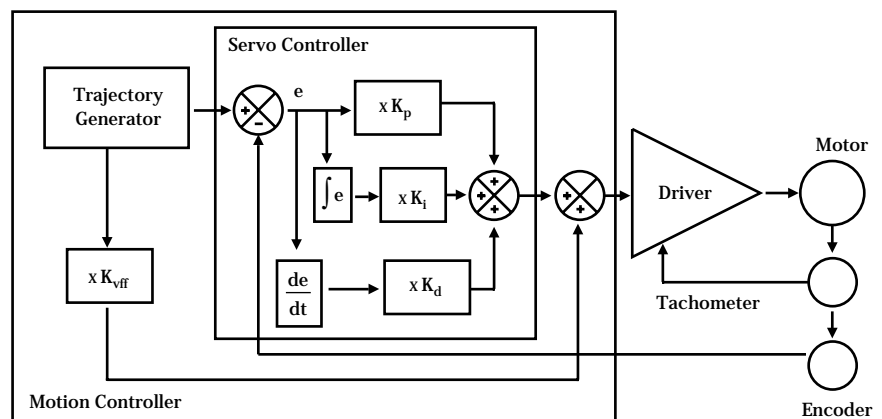 Servo Controller
Trajectory
Generator
+
-
e
x Kp
∫ e
x Ki
+
+
+
+
+
de
dt
x Kd
x Kvff
Driver
Motor
Tachometer
Encoder
Motion Controller